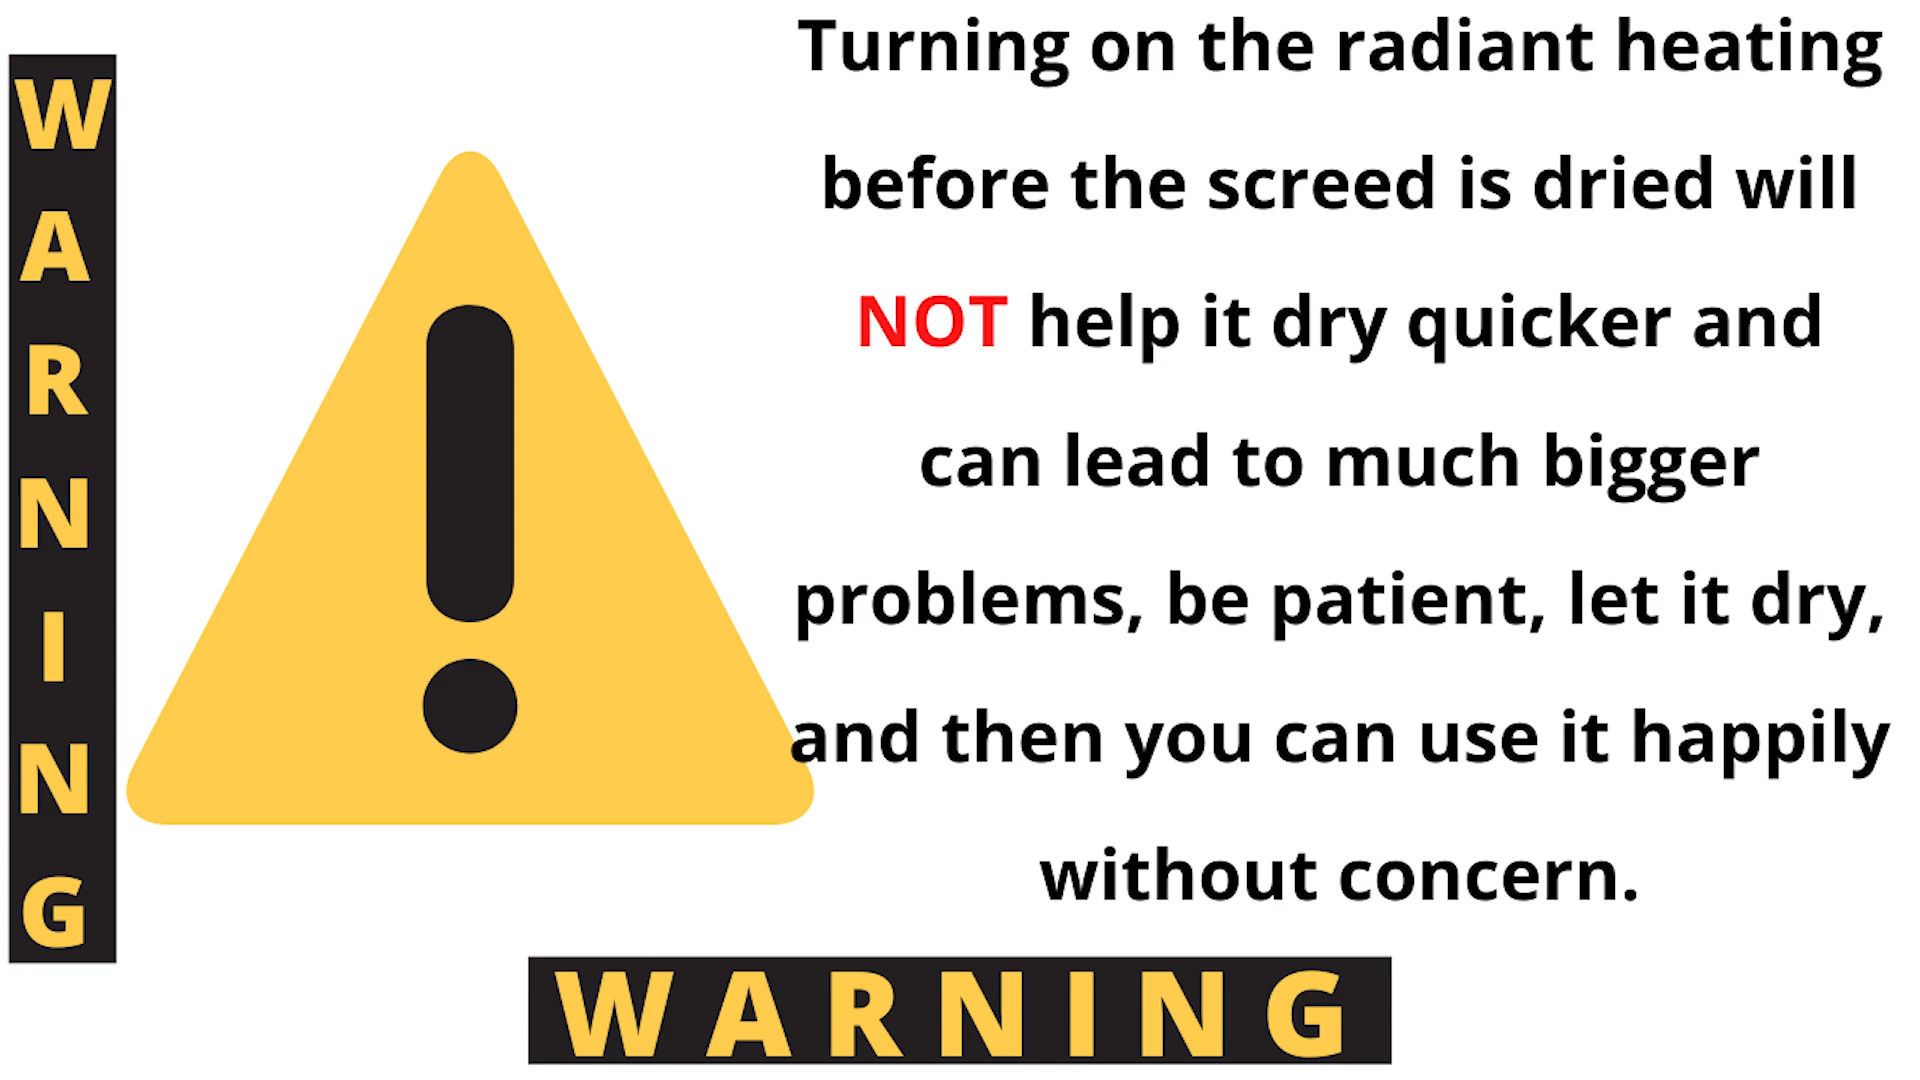 WARNING
Turning on the radiant heating
before the screed is dried will
NOT help it dry quicker and
can lead to much bigger
problems, be patient, let it dry,
and then you can use it happily
without concern.
WARNING